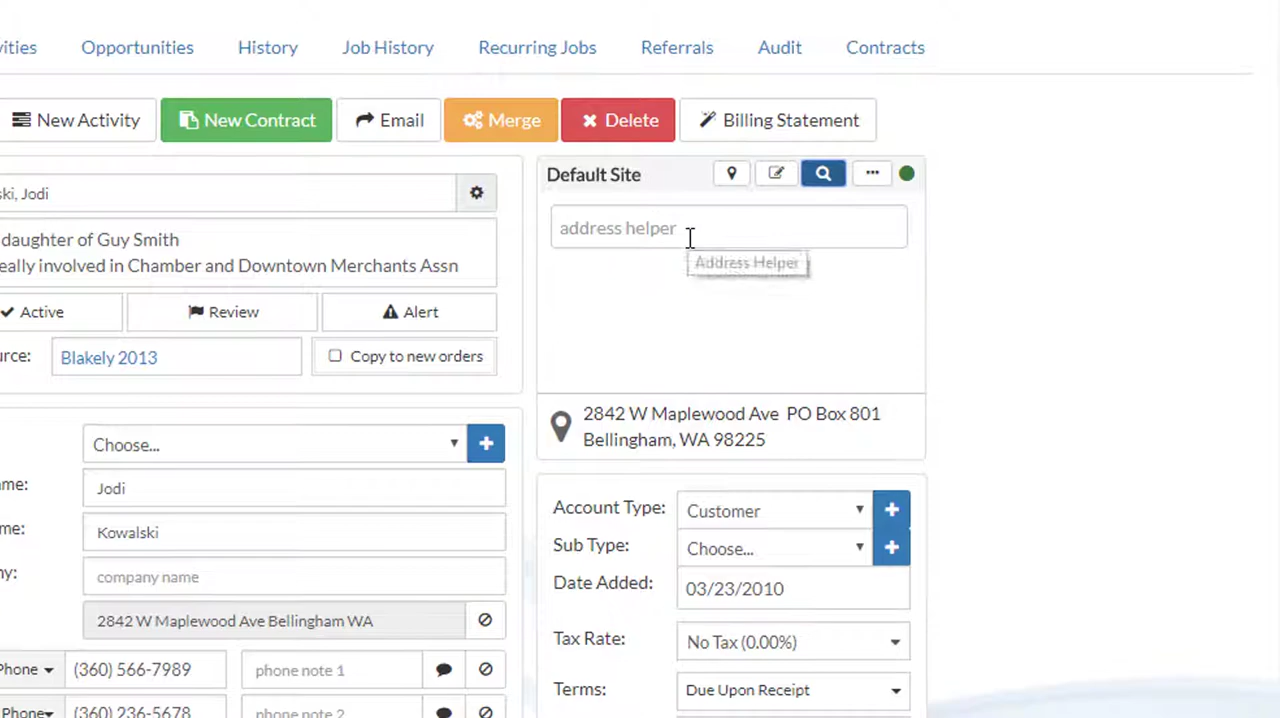 vities Opportunities History Job History Recurring Jobs Referrals Audit Contracts
New Activity New Contract Email Merge Delete Billing Statement
ski, Jodi
daughter of Guy Smith
eally involved in Chamber and Downtown Merchants Assn
Active Review Alert
urce: Blakely 2013 Copy to new orders
Default Site
address helper
Address Helper
2842 W Maplewood Ave PO Box 801
Bellingham, WA 98225
Choose...
ame: Jodi
me: Kowalski
ny: company name
2842 W Maplewood Ave Bellingham WA
Phone (360) 566-7989 phone note 1
Phone (360) 236-5678 phone note 2
Account Type: Customer
Sub Type: Choose...
Date Added: 03/23/2010
Tax Rate: No Tax (0.00%)
Terms: Due Upon Receipt